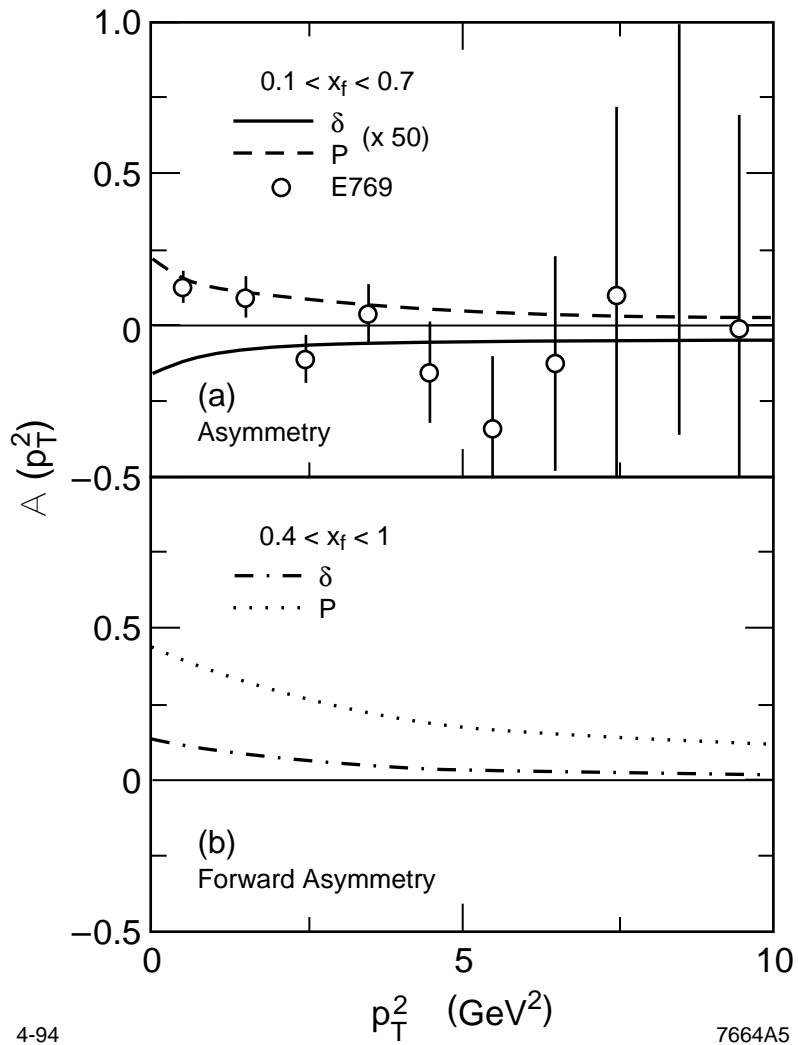 1.0
0.1 < x_f < 0.7
δ
(x 50)
P
E769
0.5
0
(a)
Asymmetry
–0.5
A (p_T^2)
0.4 < x_f < 1
δ
P
0.5
0
(b)
Forward Asymmetry
–0.5
0 5 10
p_T^2 (GeV^2)
4-94 7664A5